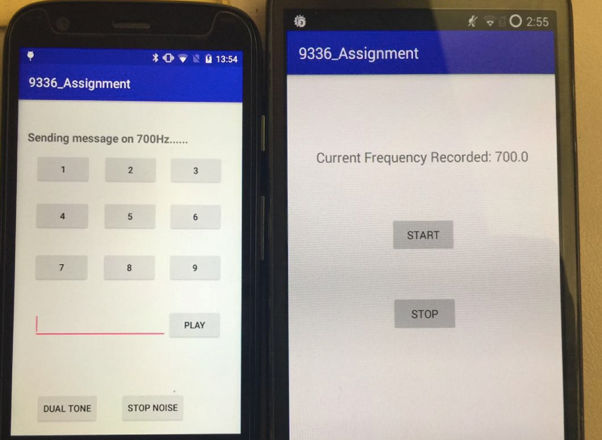 13:54
9336_Assignment
Sending message on 700Hz......
1 2 3
4 5 6
7 8 9
PLAY
DUAL TONE STOP NOISE
2:55
9336_Assignment
Current Frequency Recorded: 700.0
START
STOP